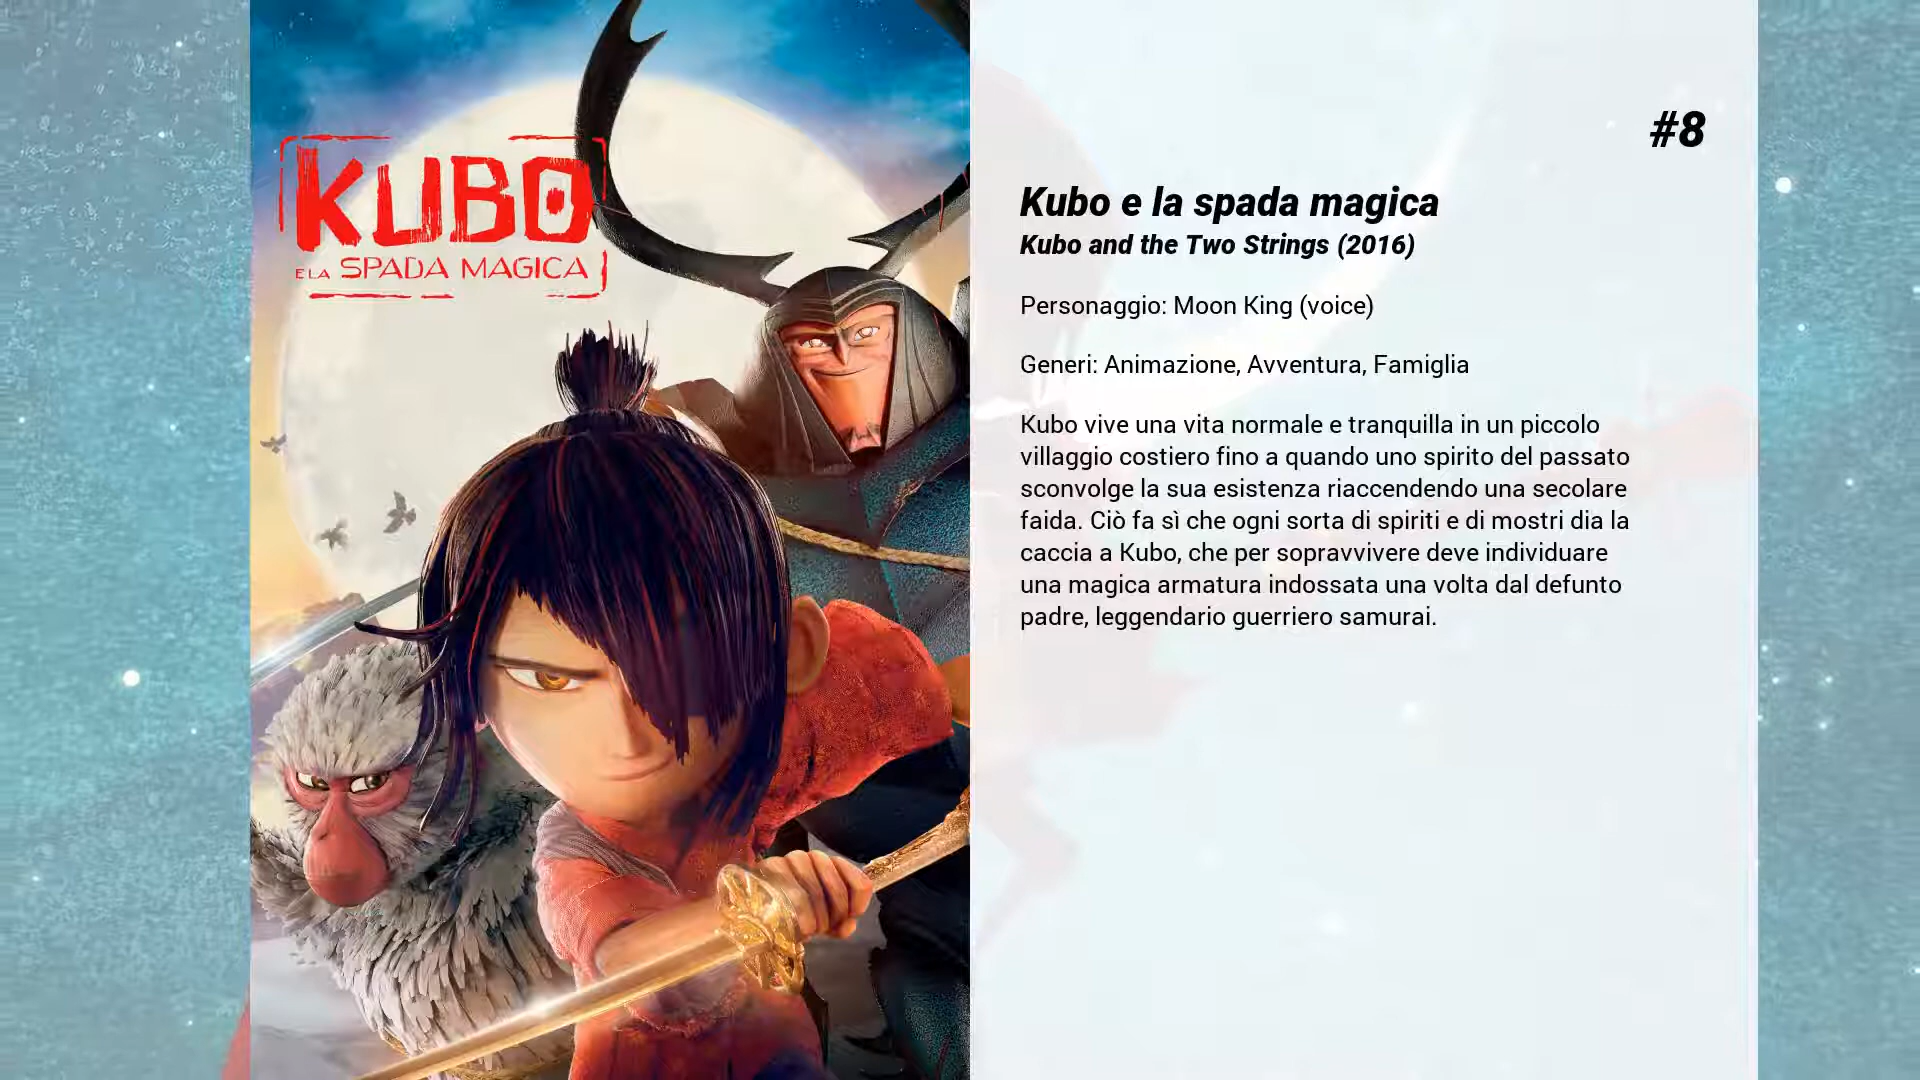 KUBO
E LA SPADA MAGICA
#8
Kubo e la spada magica
Kubo and the Two Strings (2016)
Personaggio: Moon King (voice)
Generi: Animazione, Avventura, Famiglia
Kubo vive una vita normale e tranquilla in un piccolo
villaggio costiero fino a quando uno spirito del passato
sconvolge la sua esistenza riaccendendo una secolare
faida. Ciò fa sì che ogni sorta di spiriti e di mostri dia la
caccia a Kubo, che per sopravvivere deve individuare
una magica armatura indossata una volta dal defunto
padre, leggendario guerriero samurai.